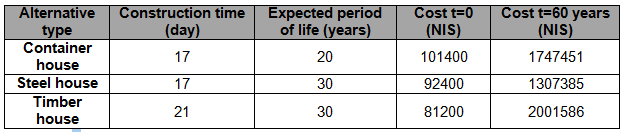 Alternative type Construction time (day) Expected period of life (years) Cost t=0 (NIS) Cost t=60 years (NIS)
Container house 17 20 101400 1747451
Steel house 17 30 92400 1307385
Timber house 21 30 81200 2001586